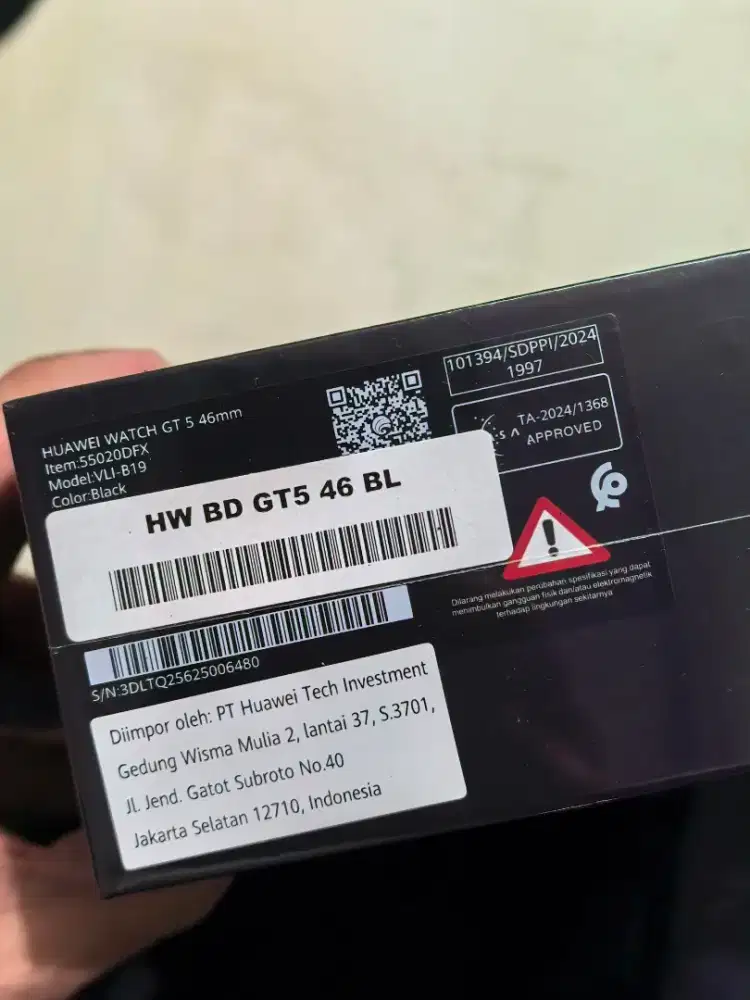 HUAWEI WATCH GT 5 46mm
Item:55020DFX
Model:VLI-B19
Color:Black
101394/SDPPI/2024
1997
TA-2024/1368
APPROVED
HW BD GT5 46 BL
Dilarang melakukan perubahan spesifikasi yang dapat
menimbulkan gangguan fisik dan/atau elektromagnetik
terhadap lingkungan sekitarnya
S/N:3DLTQ25625006480
Diimpor oleh: PT Huawei Tech Investment
Gedung Wisma Mulia 2, lantai 37, S.3701,
Jl. Jend. Gatot Subroto No.40
Jakarta Selatan 12710, Indonesia